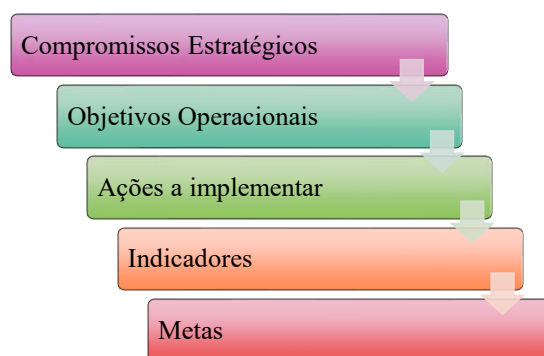 Compromissos Estratégicos
Objetivos Operacionais
Ações a implementar
Indicadores
Metas